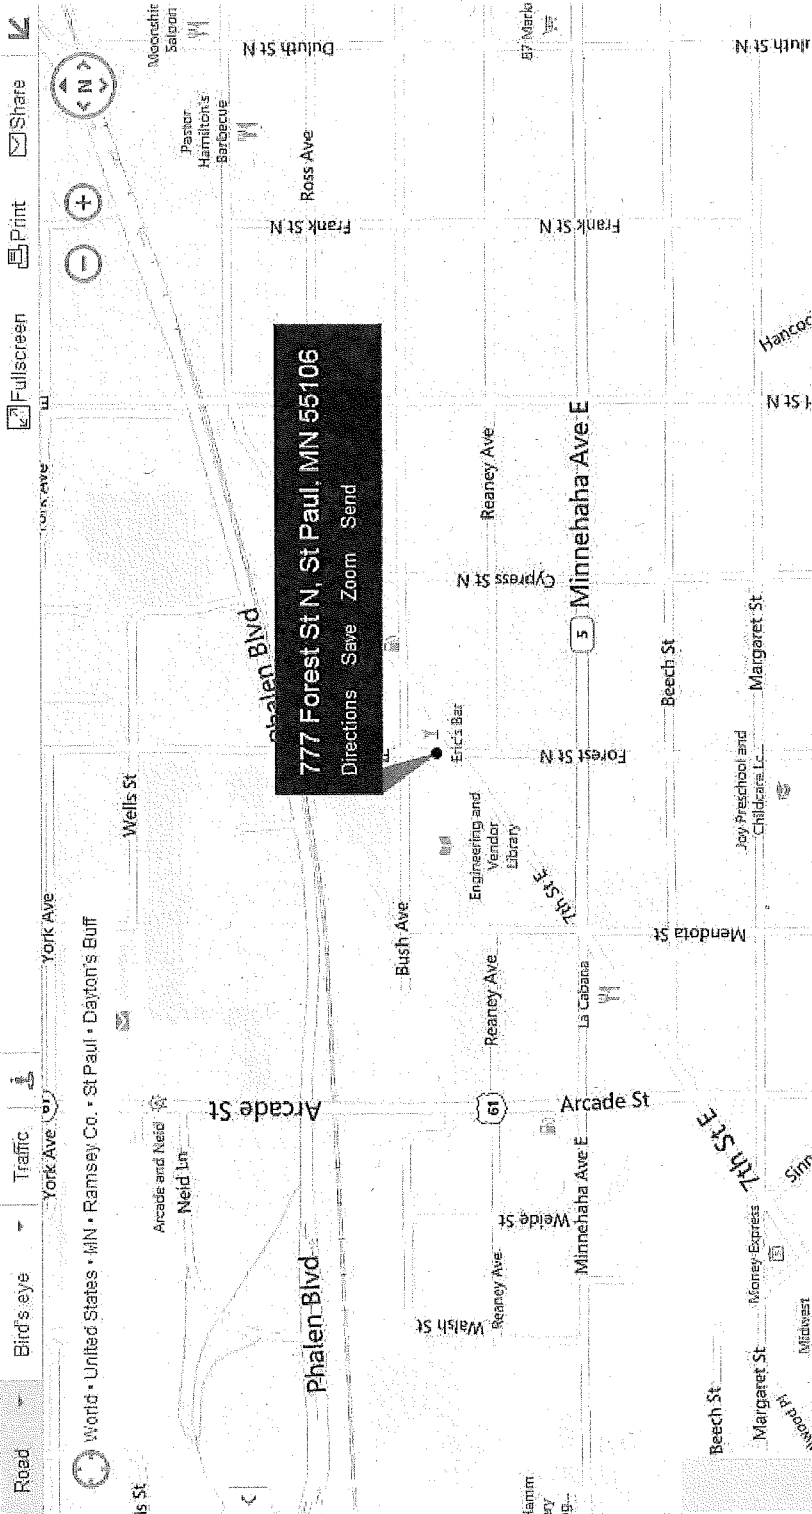 Road
Bird's eye
Traffic
Fullscreen
Print
Share
World • United States • MN • Ramsey Co. • St Paul • Dayton's Buff
N
York Ave
York Ave
61
Wells St
Arcade and Neid
Neid Ln
Moonshine
Saloon
Pastor
Hamilton's
Barbecue
Duluth St N
Ross Ave
Frank St N
Phalen Blvd
Phalen Blvd
Arcade St
777 Forest St N, St Paul, MN 55106
Directions Save Zoom Send
Bush Ave
Eric's Bar
Engineering and
Vendor
Library
Walsh St
Reaney Ave
Weide St
61
Reaney Ave
Reaney Ave
Cypress St N
Forest St N
Frank St N
7th St E
Minnehaha Ave E
Arcade St
La Cabana
5
Minnehaha Ave E
Beech St
Mendota St
Beech St
Margaret St
Money Express
7th St E
Joy Preschool and
Childcare Lc...
Margaret St
Midwest